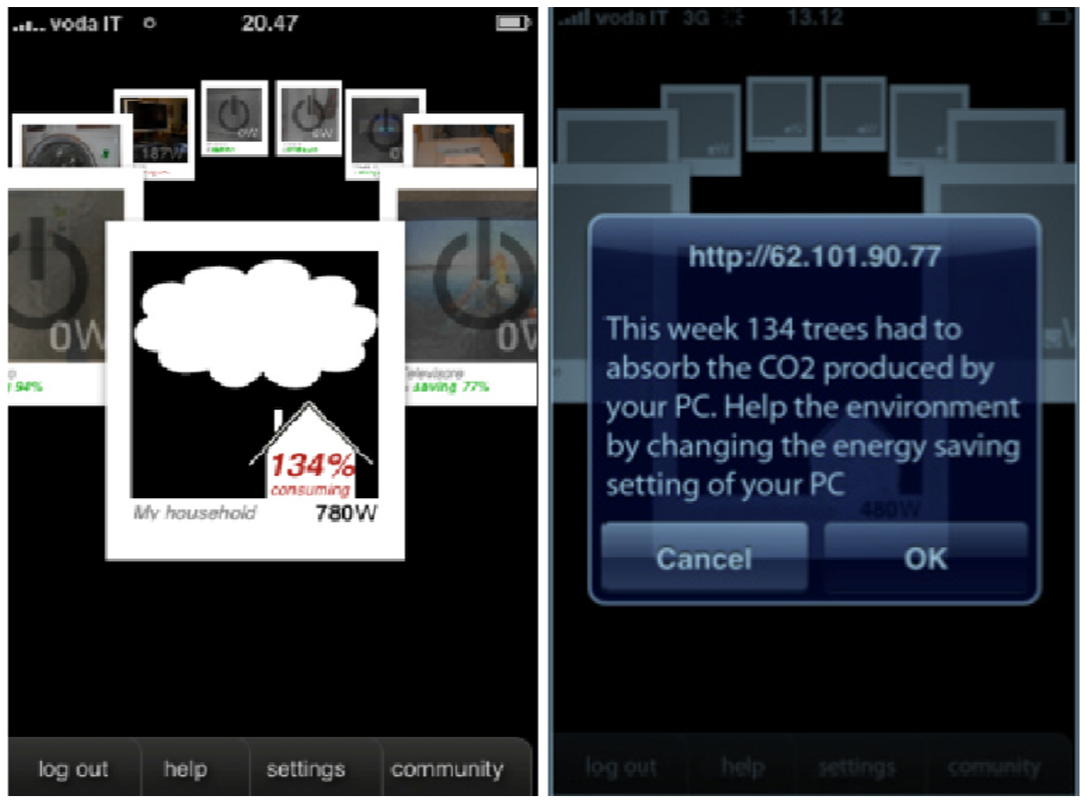 voda IT 20.47
187W
0W
0W
0W
94%
saving 77%
134%
consuming
My household 780W
log out help settings community
voda IT 3G 13.12
http://62.101.90.77
This week 134 trees had to
absorb the CO2 produced by
your PC. Help the environment
by changing the energy saving
setting of your PC
480W
Cancel OK
log out help settings comunity